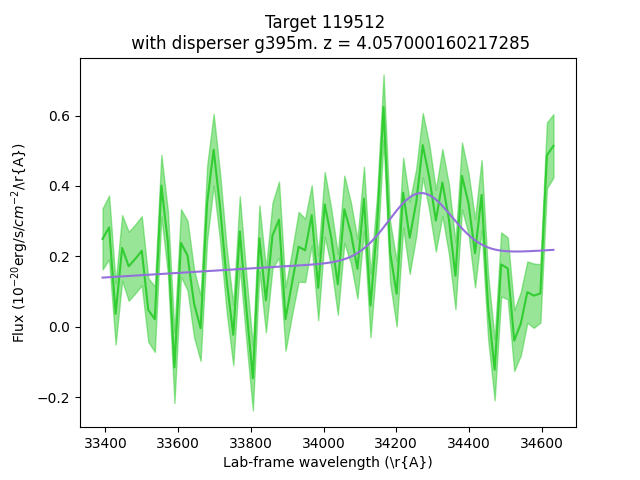 Target 119512
with disperser g395m. z = 4.057000160217285
0.6
0.4
0.2
0.0
−0.2
Flux (10⁻²⁰erg/s/cm⁻²/\r{A})
33400 33600 33800 34000 34200 34400 34600
Lab-frame wavelength (\r{A})